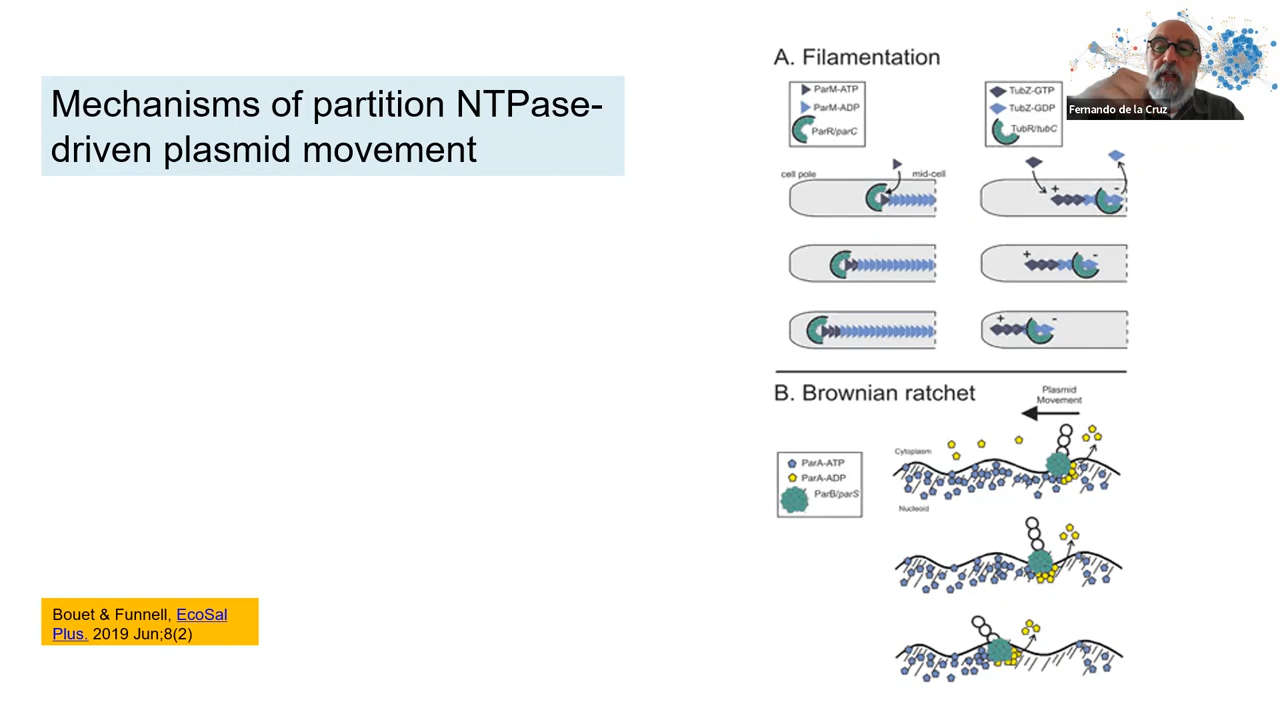 Mechanisms of partition NTPase-
driven plasmid movement
Bouet & Funnell, EcoSal
Plus. 2019 Jun;8(2)
A. Filamentation
ParM-ATP
ParM-ADP
ParR/parC
TubZ-GTP
TubZ-GDP
TubR/tubC
cell pole
mid-cell
+
-
+
-
+
-
B. Brownian ratchet
Plasmid
Movement
ParA-ATP
ParA-ADP
ParB/parS
Cytoplasm
Nucleoid
Fernando de la Cruz